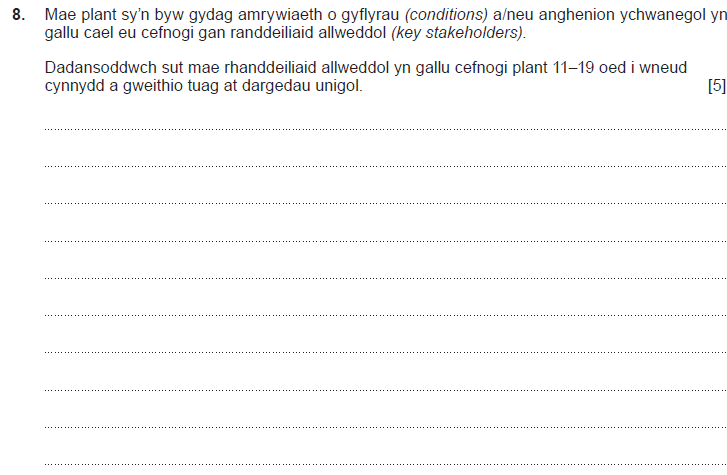 8. Mae plant sy'n byw gydag amrywiaeth o gyflyrau (conditions) a/neu anghenion ychwanegol yn
gallu cael eu cefnogi gan randdeiliaid allweddol (key stakeholders).
Dadansoddwch sut mae rhanddeiliaid allweddol yn gallu cefnogi plant 11–19 oed i wneud
cynnydd a gweithio tuag at dargedau unigol. [5]